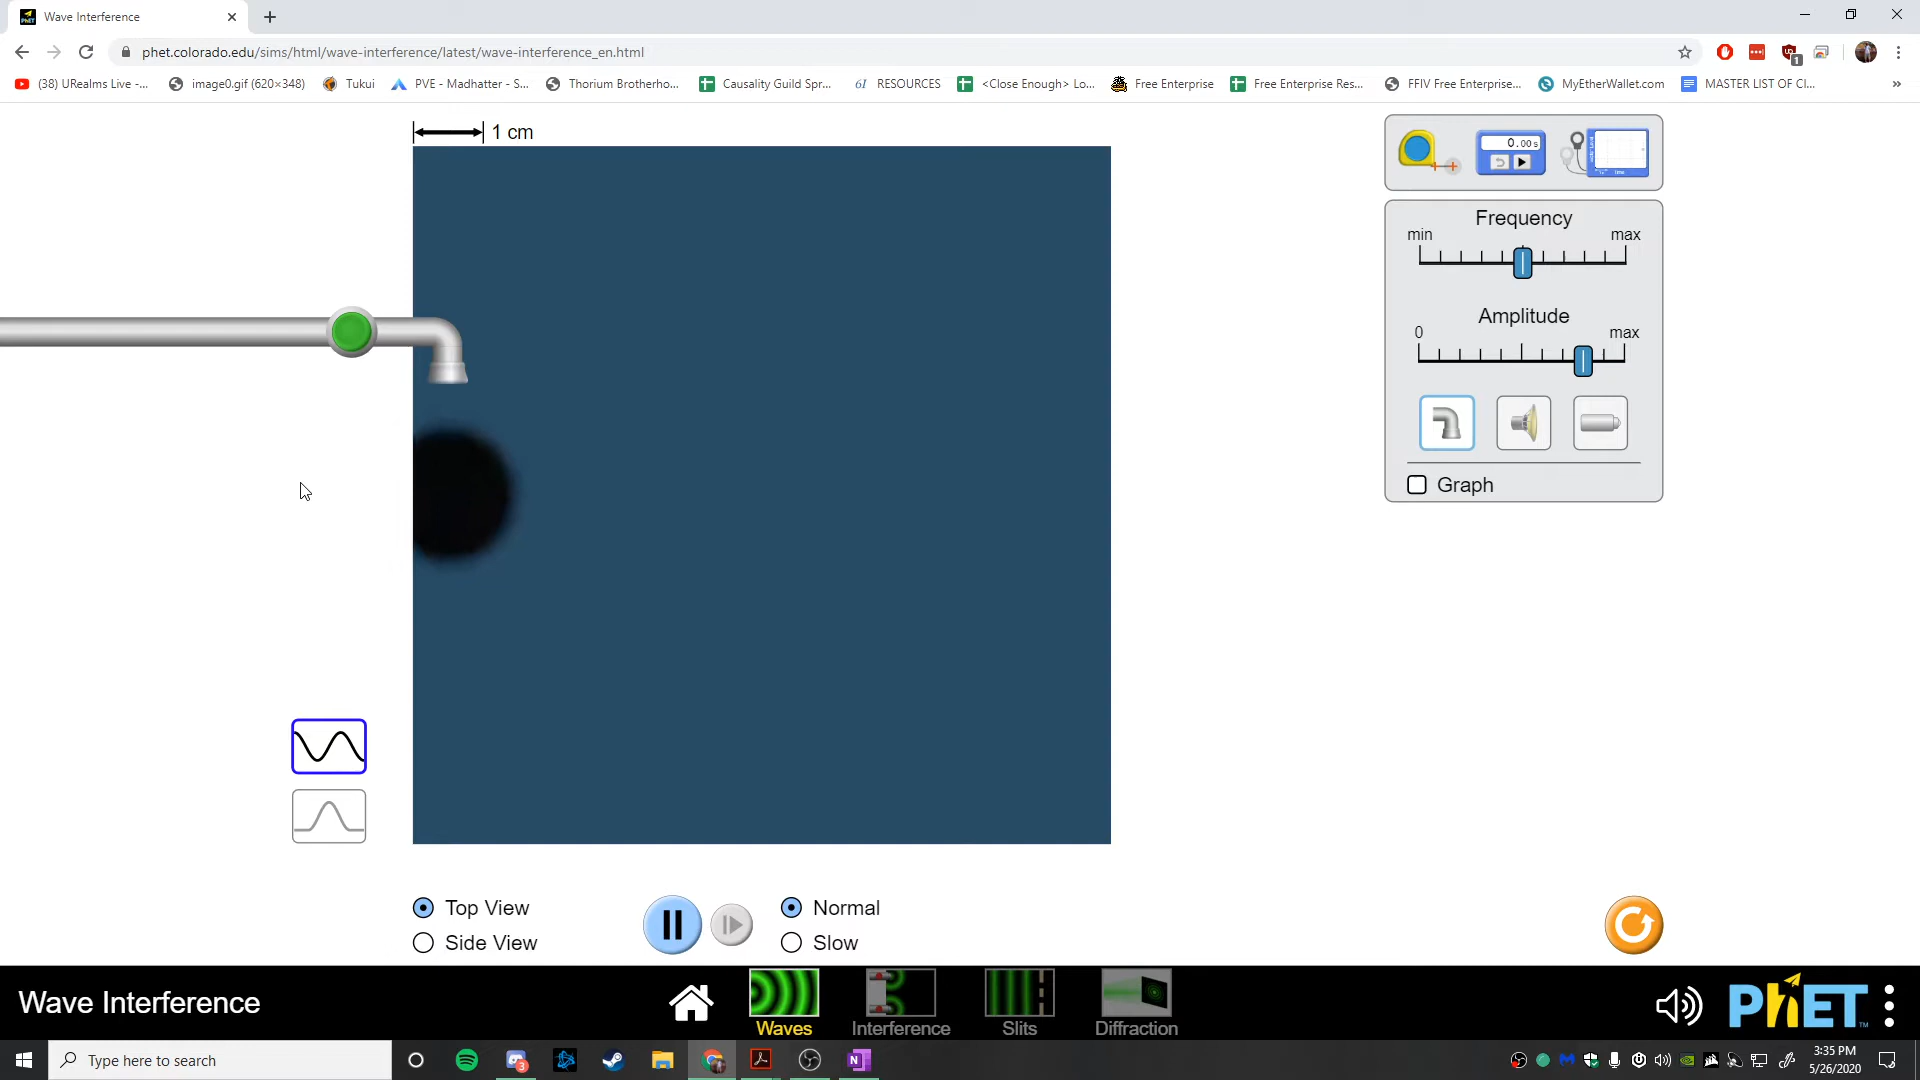 Wave Interference
phet.colorado.edu/sims/html/wave-interference/latest/wave-interference_en.html
(38) URealms Live -... image0.gif (620×348) Tukui PVE - Madhatter - S... Thorium Brotherho... Causality Guild Spr... 6I RESOURCES <Close Enough> Lo... Free Enterprise Free Enterprise Res... FFIV Free Enterprise... MyEtherWallet.com MASTER LIST OF Cl... »
1 cm
0.00 s
Frequency
min max
Amplitude
0 max
Graph
Top View
Side View
Normal
Slow
Wave Interference
Waves
Interference
Slits
Diffraction
PhET
Type here to search
3:35 PM
5/26/2020